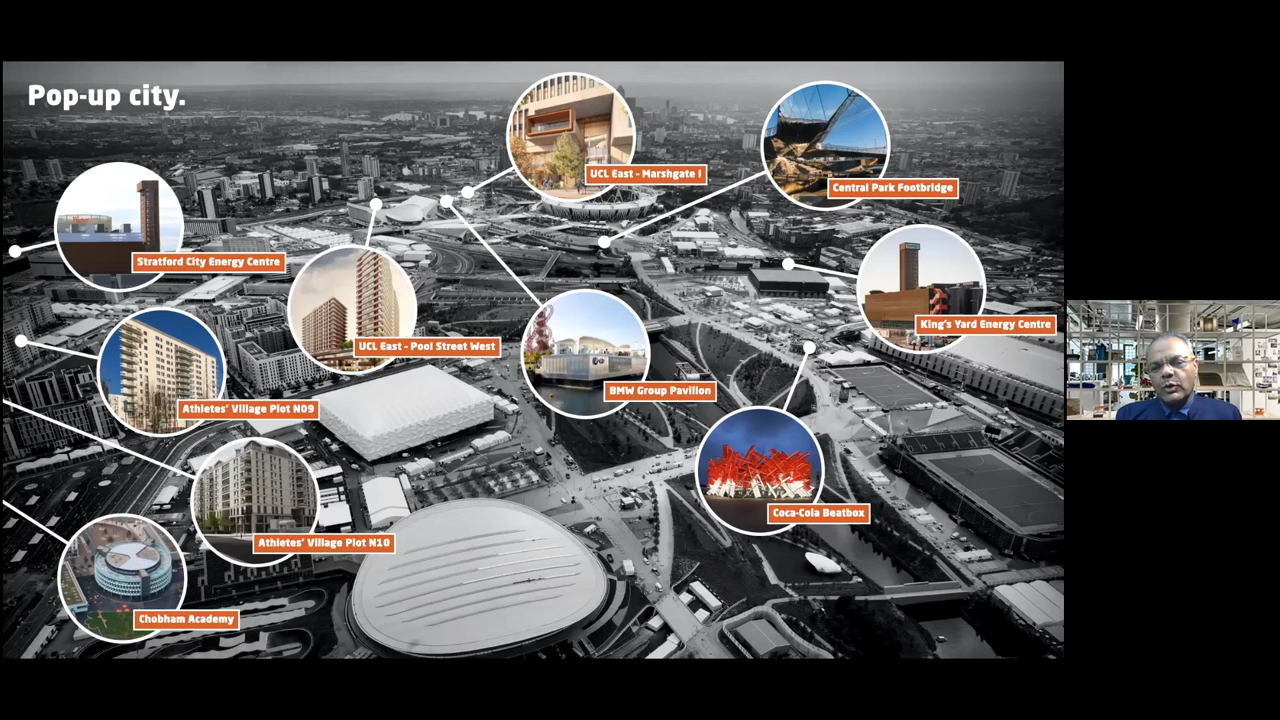 Pop-up city.
UCL East - Marshgate I
Central Park Footbridge
Stratford City Energy Centre
King's Yard Energy Centre
UCL East - Pool Street West
BMW Group Pavilion
Athletes' Village Plot N09
Coca-Cola Beatbox
Athletes' Village Plot N10
Chobham Academy